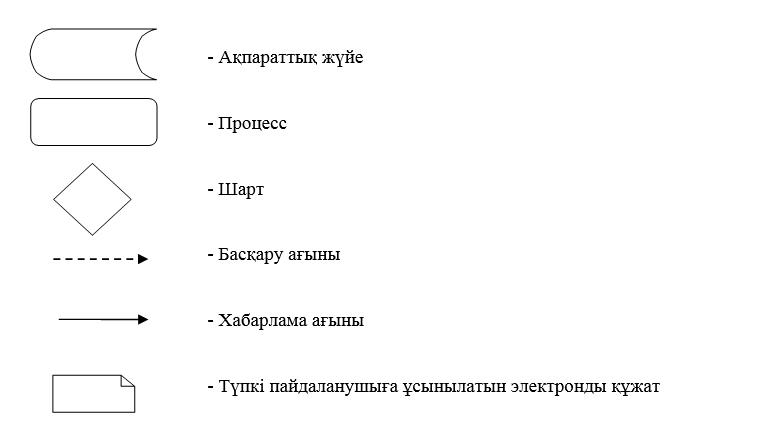 - Ақпараттық жүйе
- Процесс
- Шарт
- Басқару ағыны
- Хабарлама ағыны
- Түпкі пайдаланушыға ұсынылатын электронды құжат